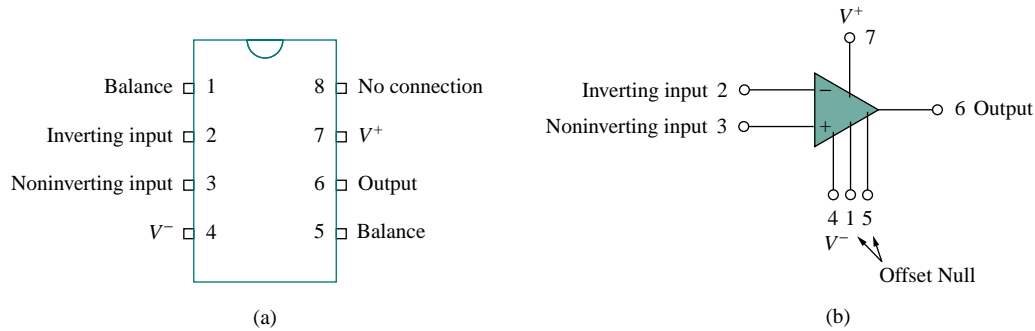 Balance 1 8 No connection
Inverting input 2 7 V⁺
Noninverting input 3 6 Output
V⁻ 4 5 Balance
(a)
V⁺
7
Inverting input 2 −
Noninverting input 3 +
6 Output
4 1 5
V⁻
Offset Null
(b)